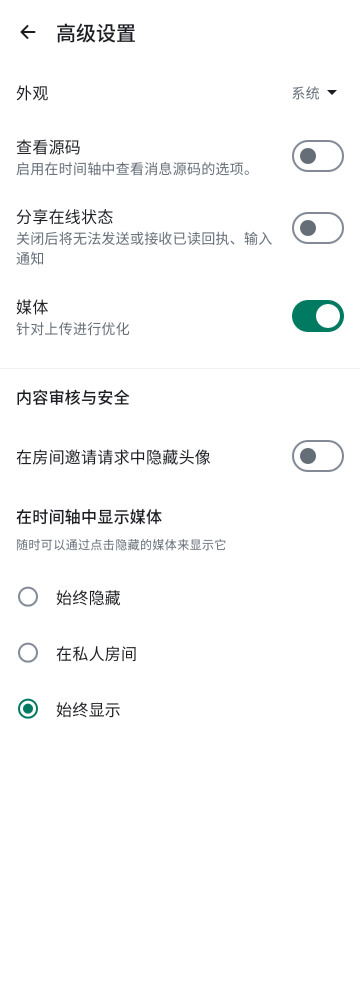 高级设置
外观
系统
查看源码
启用在时间轴中查看消息源码的选项。
分享在线状态
关闭后将无法发送或接收已读回执、输入
通知
媒体
针对上传进行优化
内容审核与安全
在房间邀请请求中隐藏头像
在时间轴中显示媒体
随时可以通过点击隐藏的媒体来显示它
始终隐藏
在私人房间
始终显示